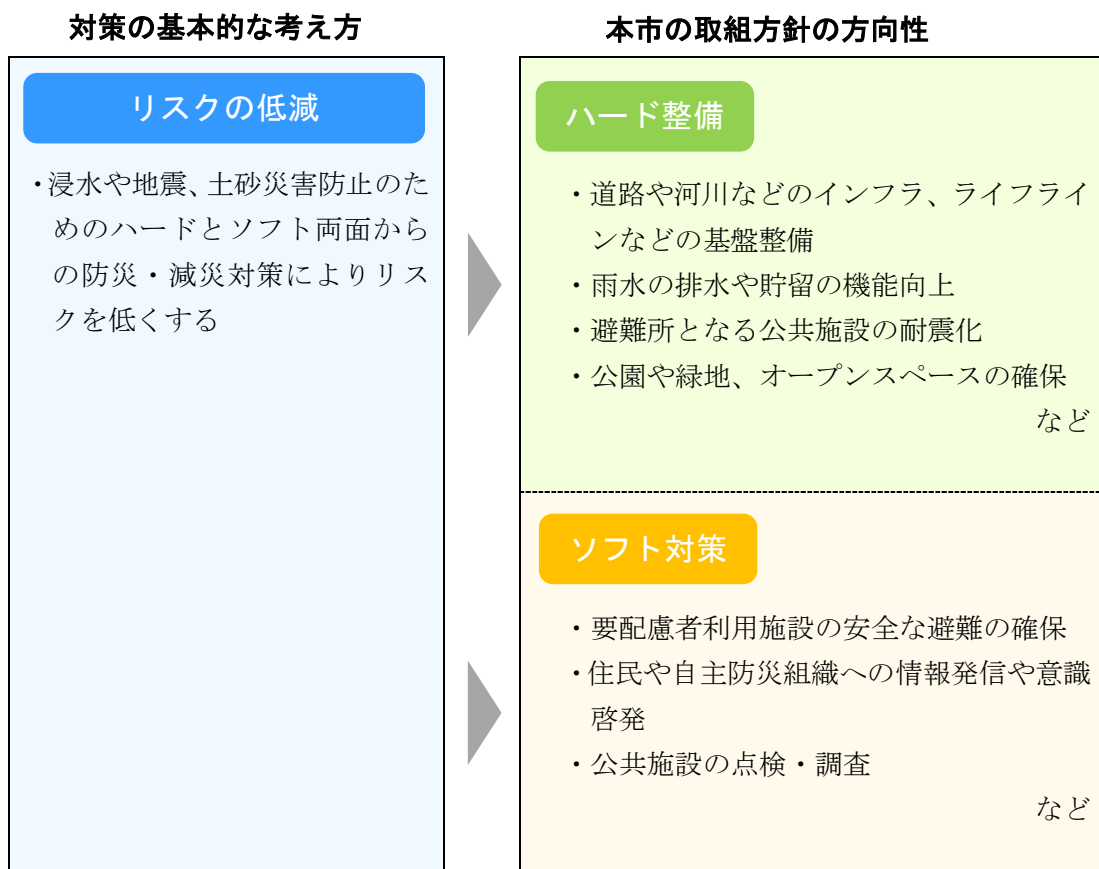 対策の基本的な考え方
リスクの低減
・浸水や地震、土砂災害防止のた
めのハードとソフト両面から
の防災・減災対策によりリス
クを低くする
本市の取組方針の方向性
ハード整備
・道路や河川などのインフラ、ライフライ
ンなどの基盤整備
・雨水の排水や貯留の機能向上
・避難所となる公共施設の耐震化
・公園や緑地、オープンスペースの確保
など
ソフト対策
・要配慮者利用施設の安全な避難の確保
・住民や自主防災組織への情報発信や意識
啓発
・公共施設の点検・調査
など